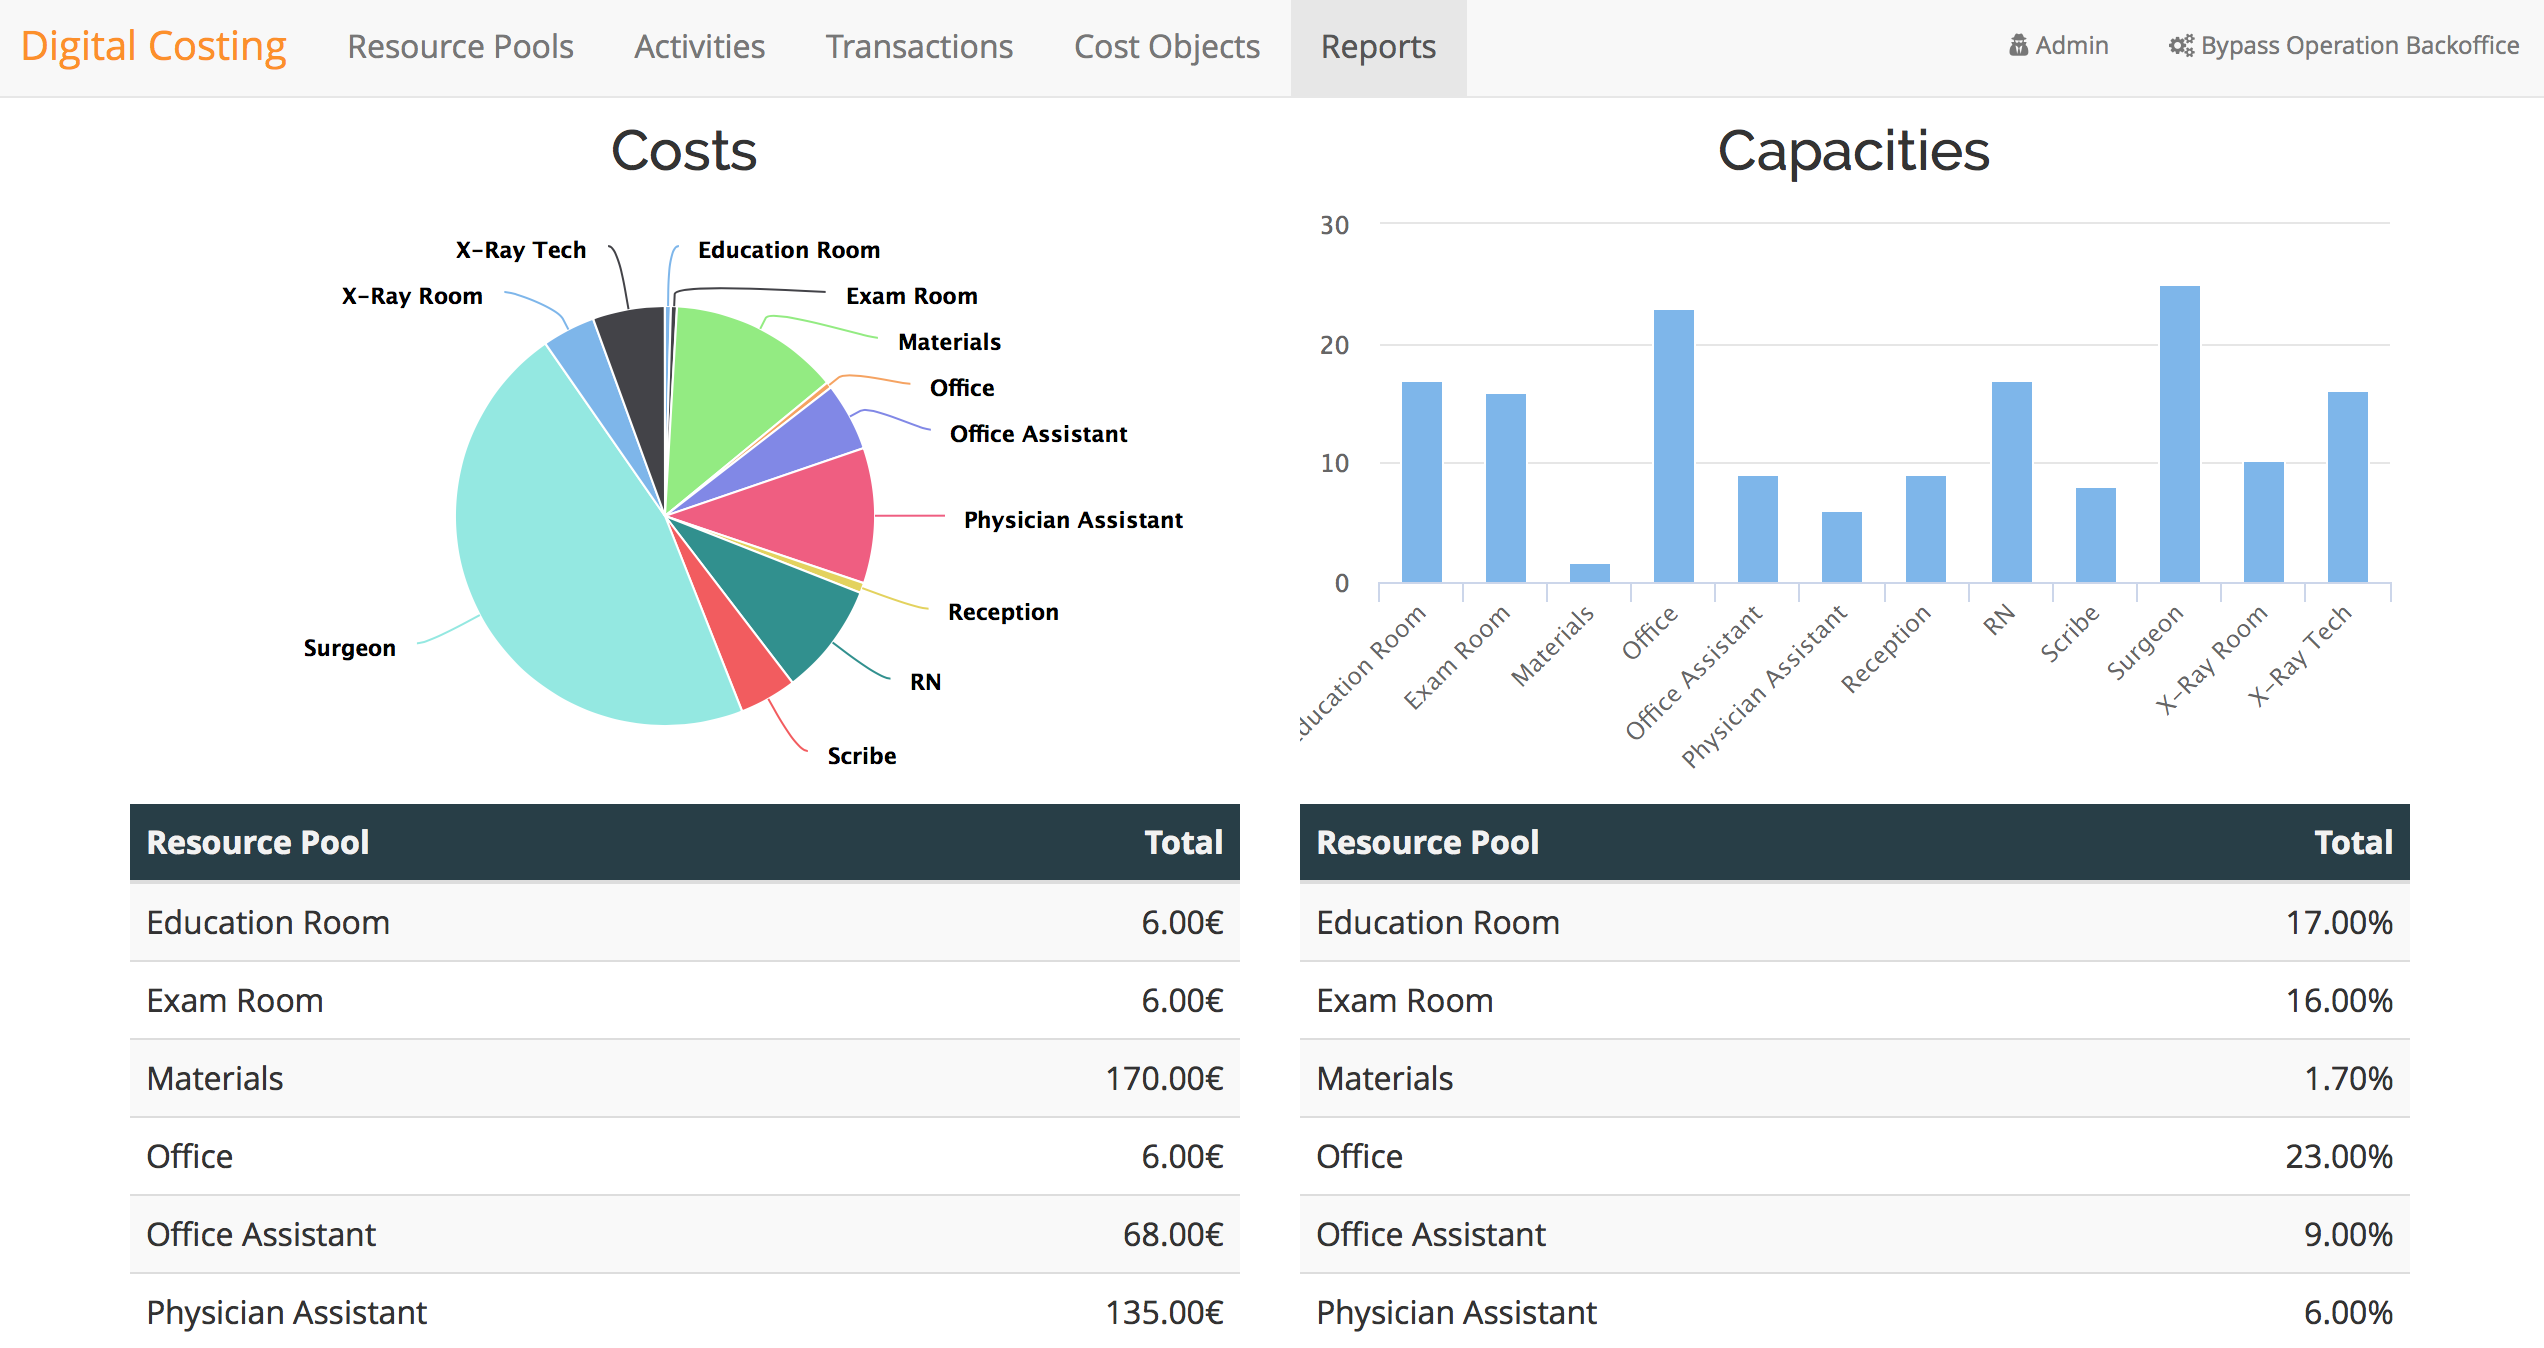 Digital Costing Resource Pools Activities Transactions Cost Objects Reports Admin Bypass Operation Backoffice
Costs
X-Ray Tech
Education Room
X-Ray Room
Exam Room
Materials
Office
Office Assistant
Physician Assistant
Reception
Surgeon
RN
Scribe
Capacities
30
20
10
0
ducation Room
Exam Room
Materials
Office
Office Assistant
Physician Assistant
Reception
RN
Scribe
Surgeon
X-Ray Room
X-Ray Tech
Resource Pool Total
Education Room 6.00€
Exam Room 6.00€
Materials 170.00€
Office 6.00€
Office Assistant 68.00€
Physician Assistant 135.00€
Resource Pool Total
Education Room 17.00%
Exam Room 16.00%
Materials 1.70%
Office 23.00%
Office Assistant 9.00%
Physician Assistant 6.00%